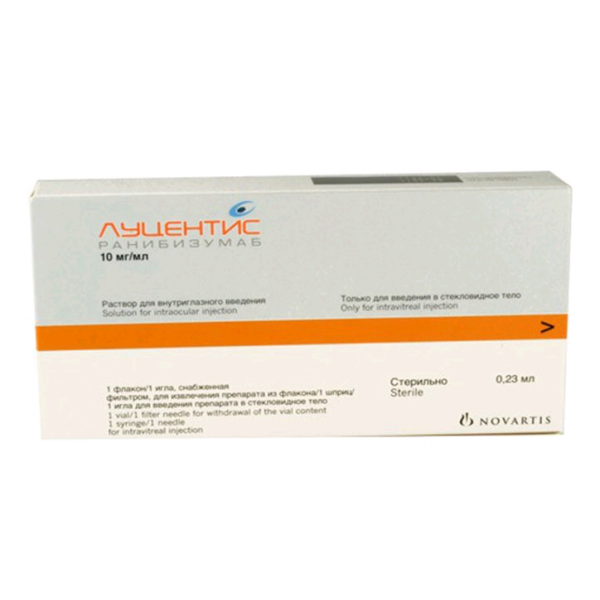 ЛУЦЕНТИС
РАНИБИЗУМАБ
10 мг/мл
Раствор для внутриглазного введения
Solution for intraocular injection
Только для введения в стекловидное тело
Only for intravitreal injection
>
1 флакон/1 игла, снабженная
фильтром, для извлечения препарата из флакона/1 шприц/
1 игла для введения препарата в стекловидное тело
1 vial/1 filter needle for withdrawal of the vial content
1 syringe/1 needle
for intravitreal injection
Стерильно
Sterile
0,23 мл
NOVARTIS